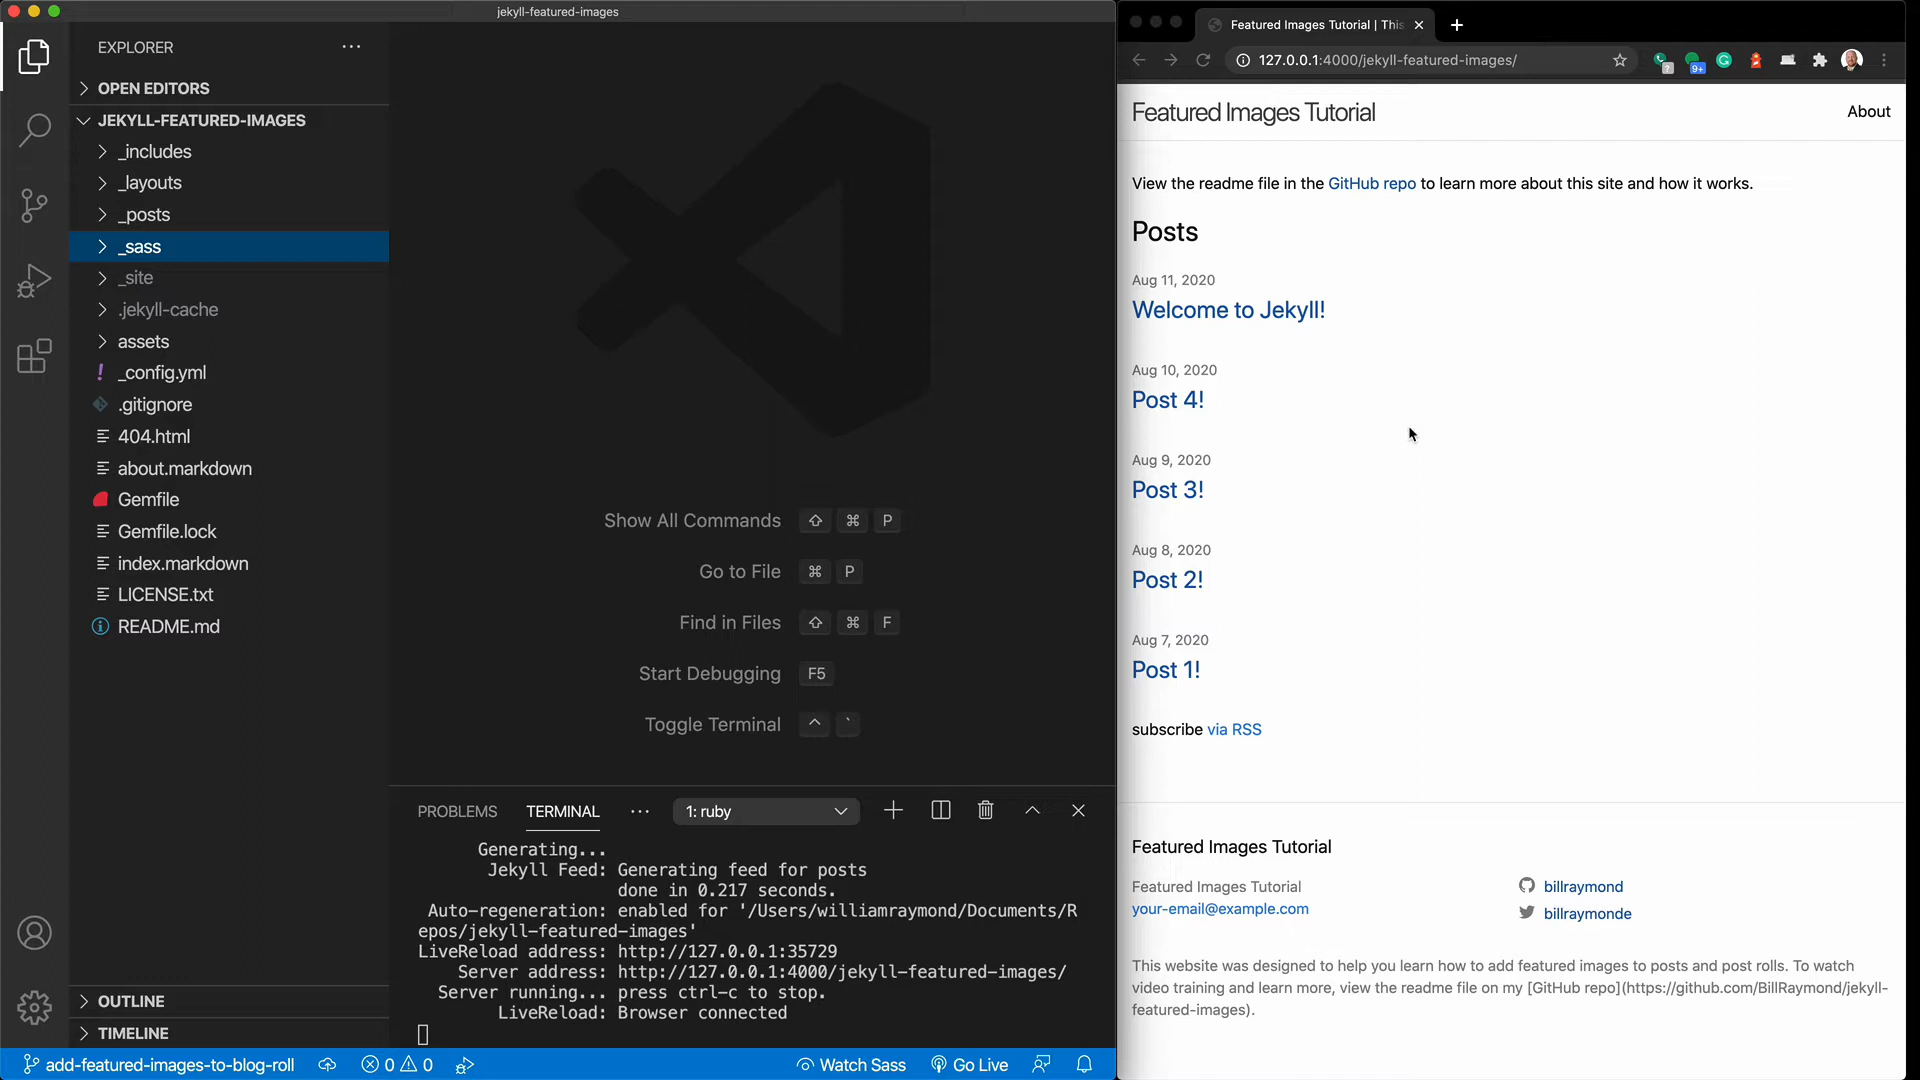 jekyll-featured-images
EXPLORER
OPEN EDITORS
JEKYLL-FEATURED-IMAGES
_includes
_layouts
_posts
_sass
_site
.jekyll-cache
assets
_config.yml
.gitignore
404.html
about.markdown
Gemfile
Gemfile.lock
index.markdown
LICENSE.txt
README.md
OUTLINE
TIMELINE
Show All Commands ⇧ ⌘ P
Go to File ⌘ P
Find in Files ⇧ ⌘ F
Start Debugging F5
Toggle Terminal ^ `
PROBLEMS TERMINAL 1: ruby
Generating...
Jekyll Feed: Generating feed for posts
done in 0.217 seconds.
Auto-regeneration: enabled for '/Users/williamraymond/Documents/R
epos/jekyll-featured-images'
LiveReload address: http://127.0.0.1:35729
Server address: http://127.0.0.1:4000/jekyll-featured-images/
Server running... press ctrl-c to stop.
LiveReload: Browser connected
add-featured-images-to-blog-roll 0 0 Watch Sass Go Live
Featured Images Tutorial | This
127.0.0.1:4000/jekyll-featured-images/
? 9+
Featured Images Tutorial About
View the readme file in the GitHub repo to learn more about this site and how it works.
Posts
Aug 11, 2020
Welcome to Jekyll!
Aug 10, 2020
Post 4!
Aug 9, 2020
Post 3!
Aug 8, 2020
Post 2!
Aug 7, 2020
Post 1!
subscribe via RSS
Featured Images Tutorial
Featured Images Tutorial
your-email@example.com
billraymond
billraymonde
This website was designed to help you learn how to add featured images to posts and post rolls. To watch
video training and learn more, view the readme file on my [GitHub repo](https://github.com/BillRaymond/jekyll-
featured-images).